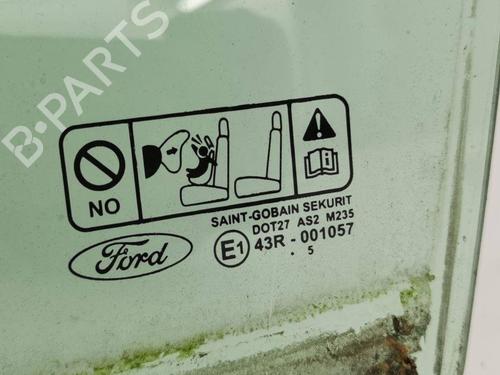 B-PARTS
NO
SAINT-GOBAIN SEKURIT
DOT27 AS2 M235
Ford
E1 43R - 001057
. 5